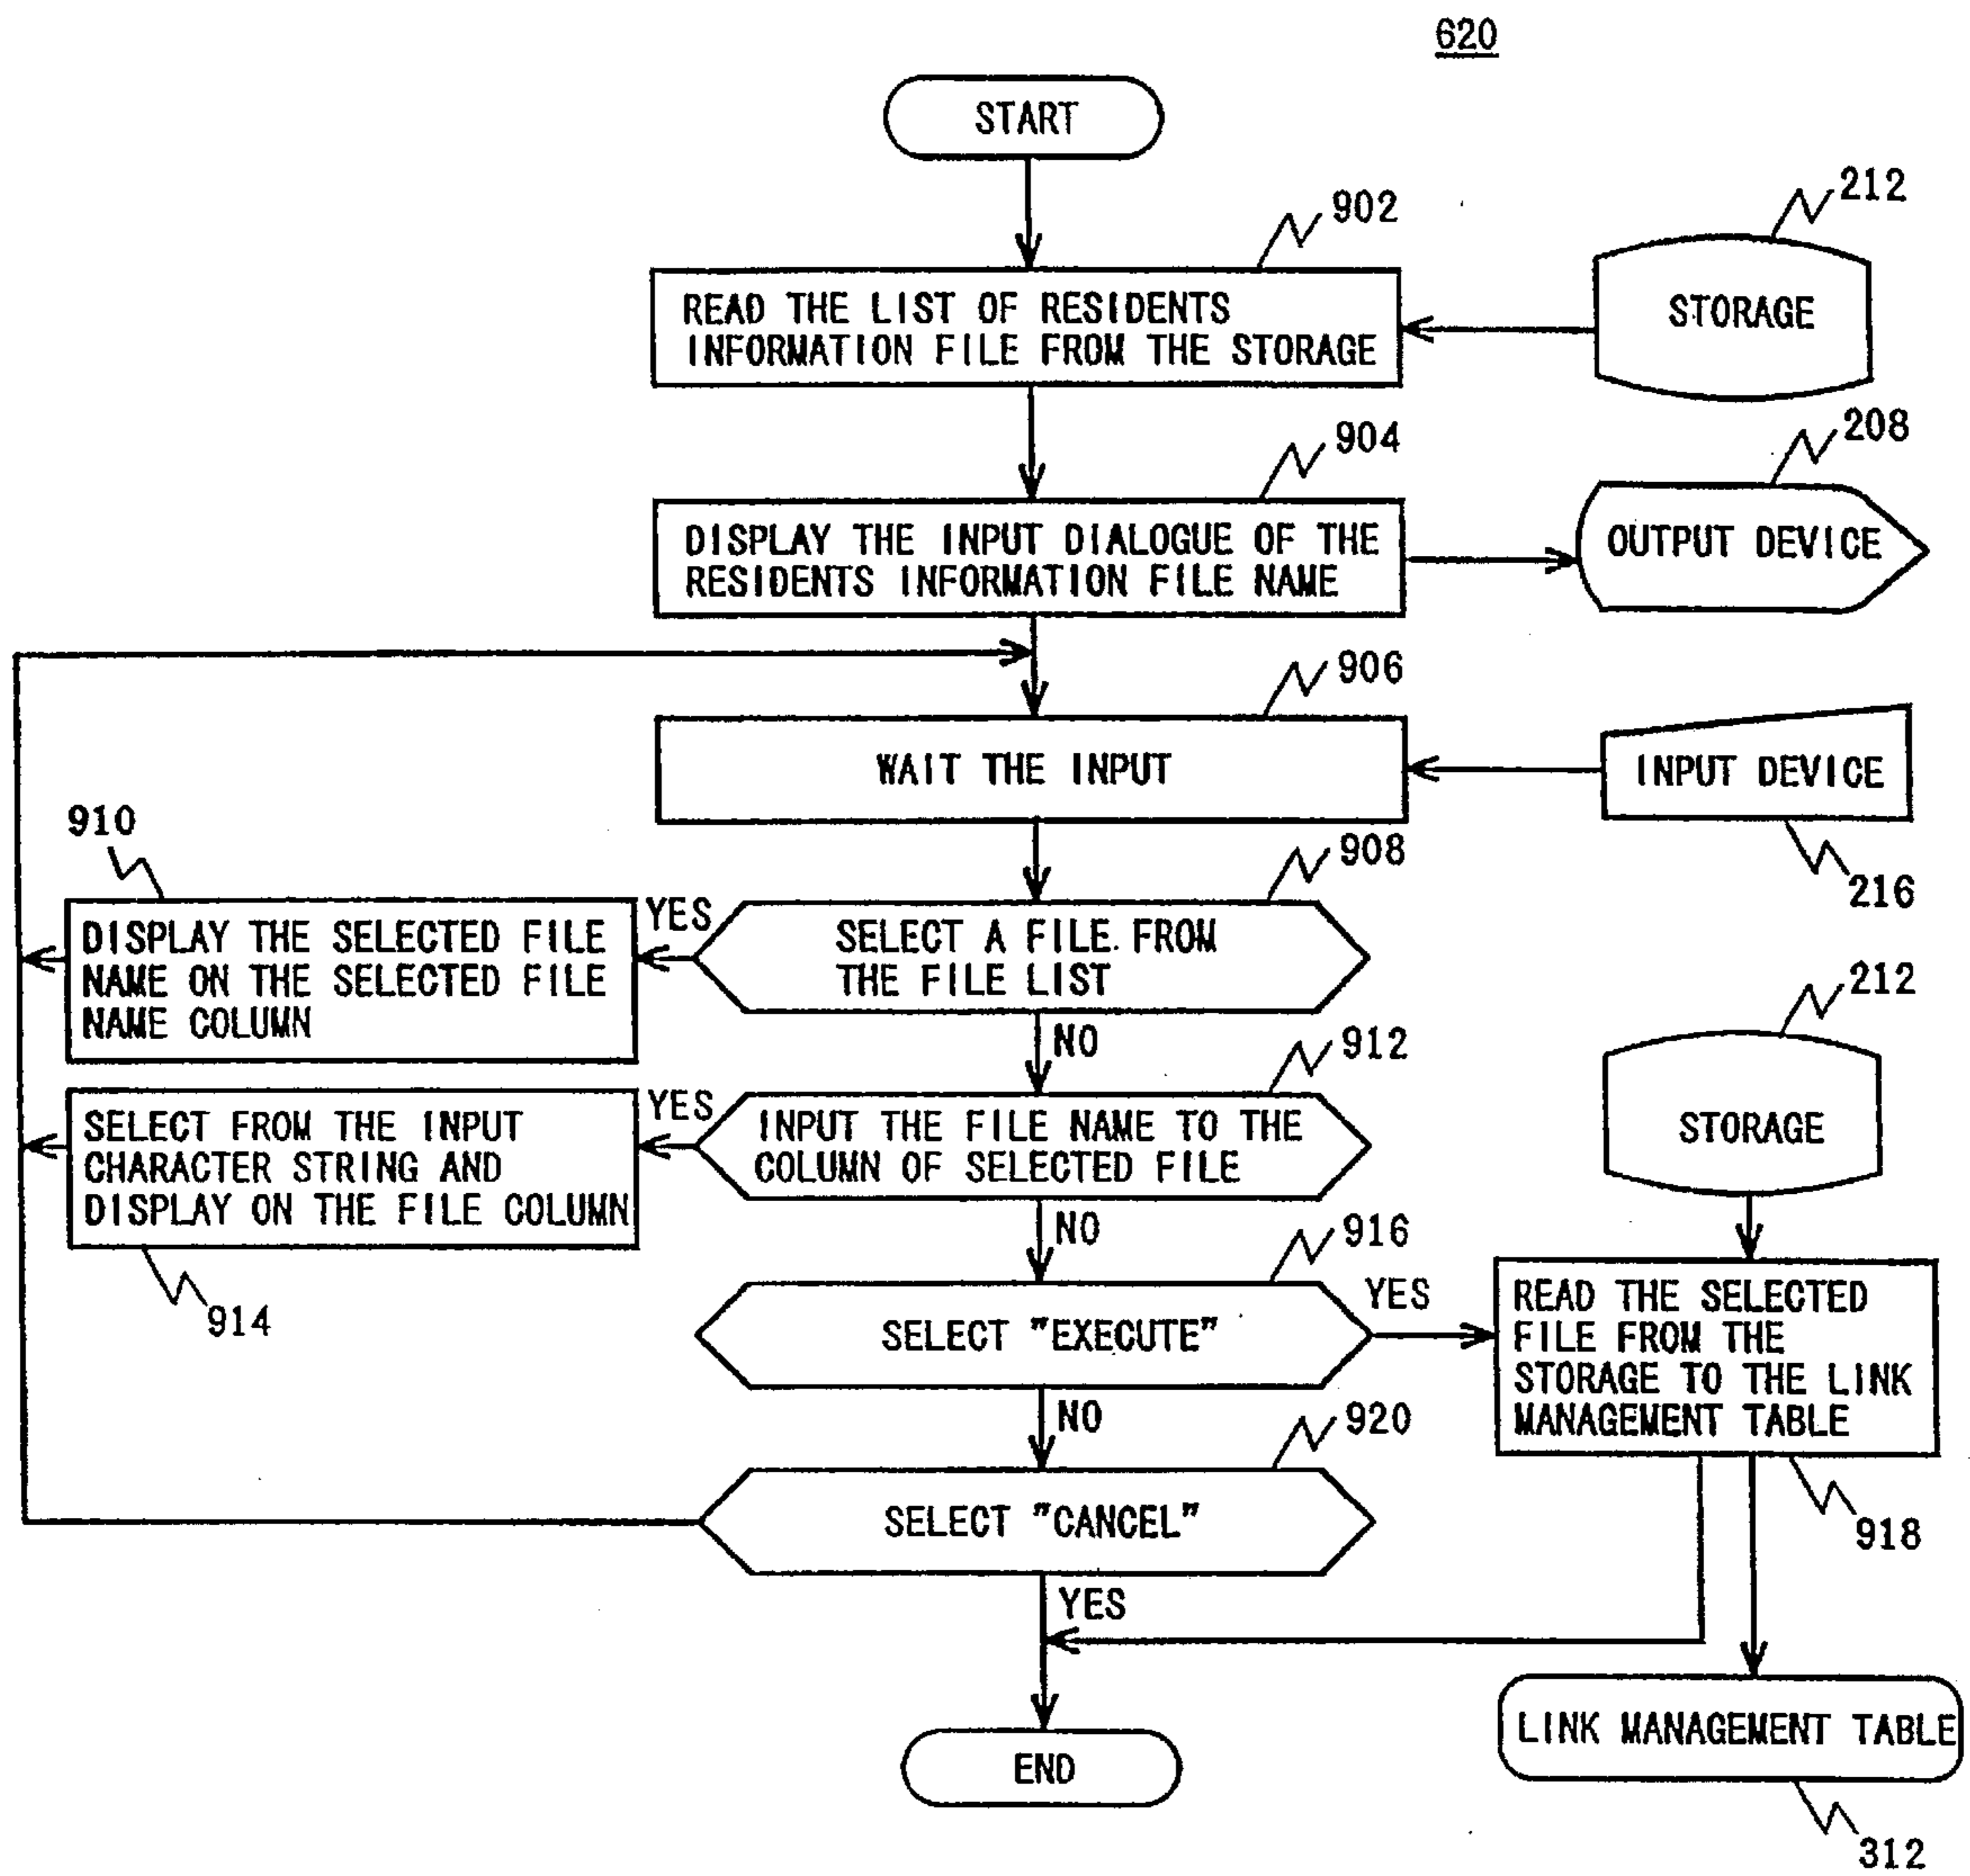 620
START
902
212
READ THE LIST OF RESIDENTS
INFORMATION FILE FROM THE STORAGE
STORAGE
904
208
DISPLAY THE INPUT DIALOGUE OF THE
RESIDENTS INFORMATION FILE NAME
OUTPUT DEVICE
906
WAIT THE INPUT
INPUT DEVICE
216
910
908
DISPLAY THE SELECTED FILE
NAME ON THE SELECTED FILE
NAME COLUMN
YES
SELECT A FILE FROM
THE FILE LIST
NO
212
912
SELECT FROM THE INPUT
CHARACTER STRING AND
DISPLAY ON THE FILE COLUMN
914
YES
INPUT THE FILE NAME TO THE
COLUMN OF SELECTED FILE
STORAGE
NO
916
SELECT "EXECUTE"
YES
READ THE SELECTED
FILE FROM THE
STORAGE TO THE LINK
MANAGEMENT TABLE
918
NO
920
SELECT "CANCEL"
YES
END
LINK MANAGEMENT TABLE
312